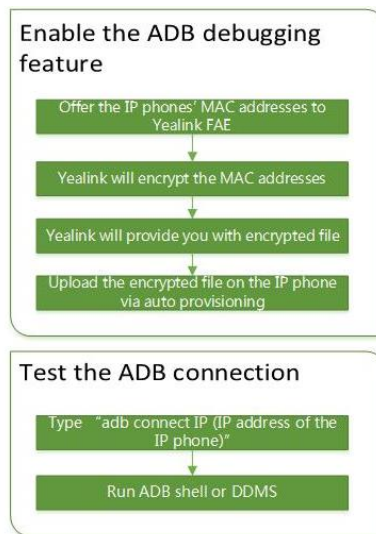 Enable the ADB debugging
feature
Offer the IP phones' MAC addresses to
Yealink FAE
Yealink will encrypt the MAC addresses
Yealink will provide you with encrypted file
Upload the encrypted file on the IP phone
via auto provisioning
Test the ADB connection
Type “adb connect IP (IP address of the
IP phone)”
Run ADB shell or DDMS